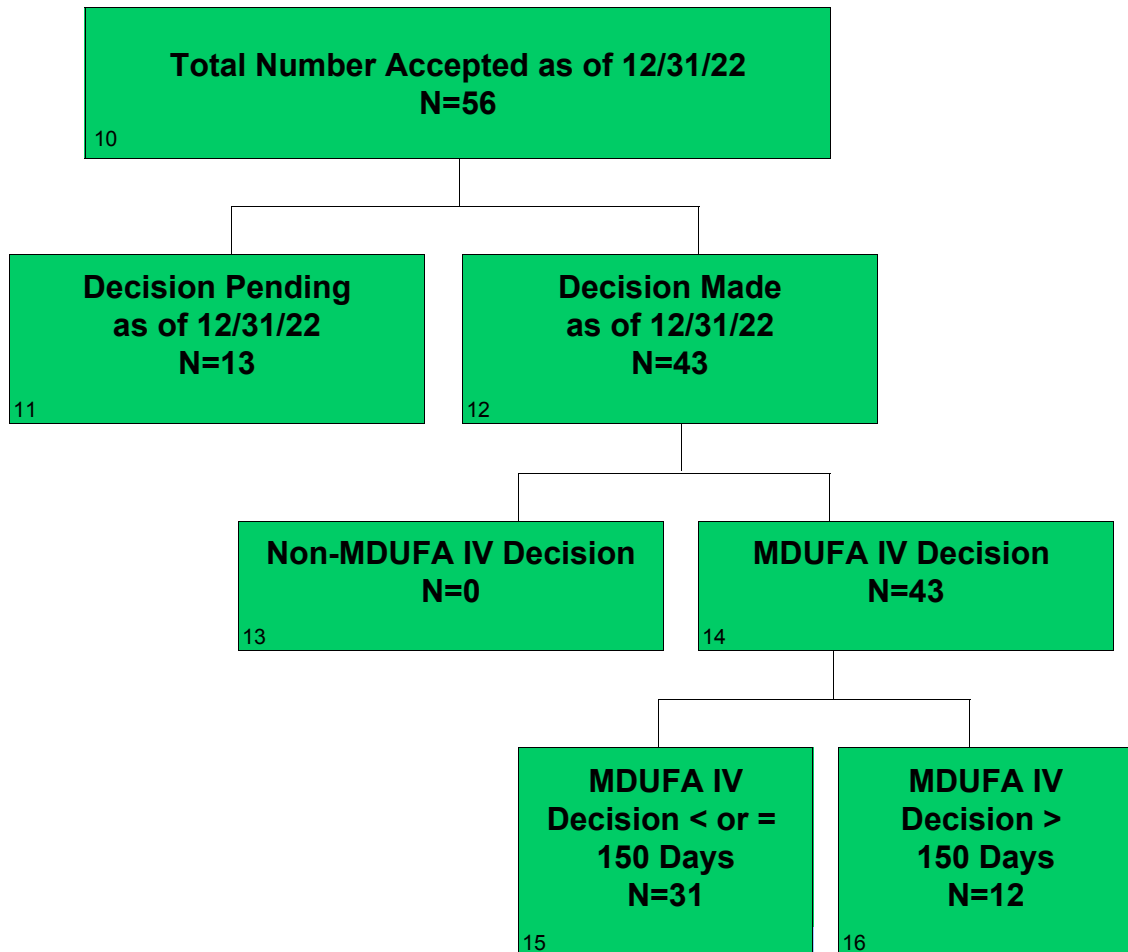 Total Number Accepted as of 12/31/22
N=56
10
Decision Pending
as of 12/31/22
N=13
11
Decision Made
as of 12/31/22
N=43
12
Non-MDUFA IV Decision
N=0
13
MDUFA IV Decision
N=43
14
MDUFA IV
Decision < or =
150 Days
N=31
15
MDUFA IV
Decision >
150 Days
N=12
16